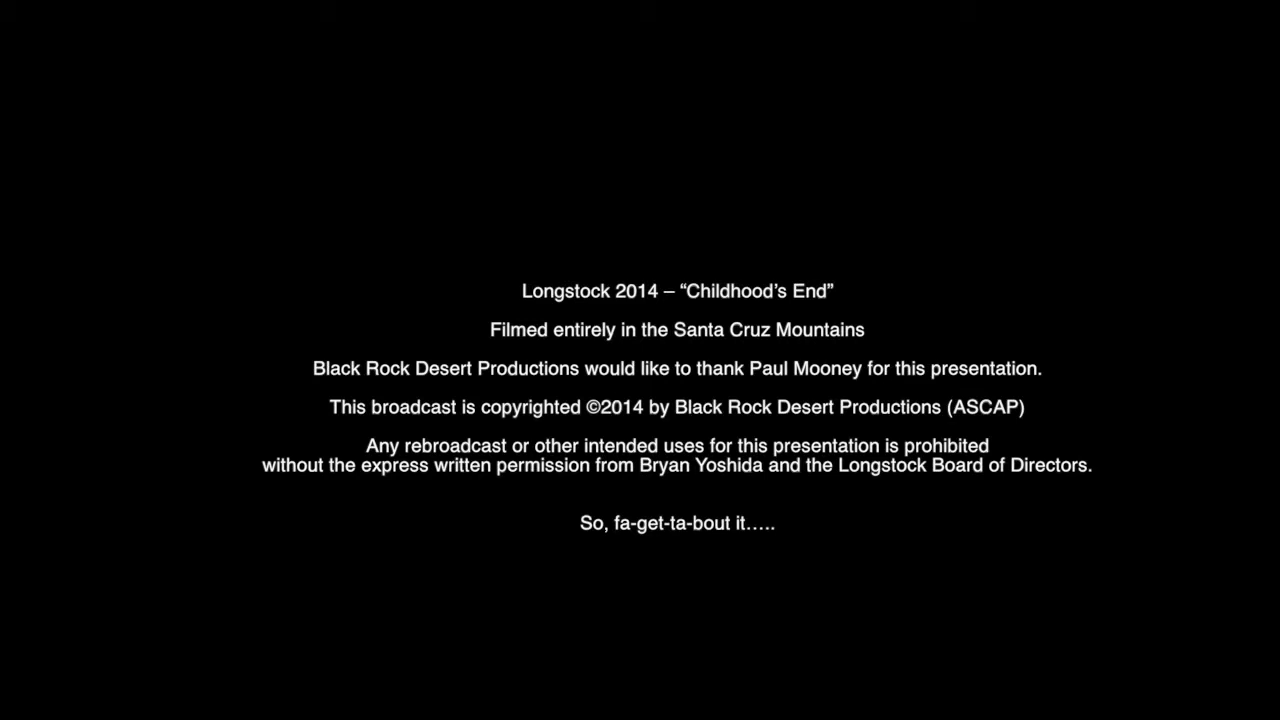 Longstock 2014 – “Childhood’s End”
Filmed entirely in the Santa Cruz Mountains
Black Rock Desert Productions would like to thank Paul Mooney for this presentation.
This broadcast is copyrighted ©2014 by Black Rock Desert Productions (ASCAP)
Any rebroadcast or other intended uses for this presentation is prohibited
without the express written permission from Bryan Yoshida and the Longstock Board of Directors.
So, fa-get-ta-bout it…..